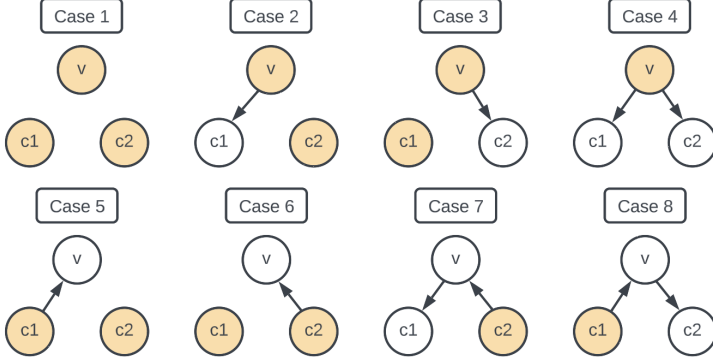 Case 1 Case 2 Case 3 Case 4
v v v v
c1 c2 c1 c2 c1 c2 c1 c2
Case 5 Case 6 Case 7 Case 8
v v v v
c1 c2 c1 c2 c1 c2 c1 c2